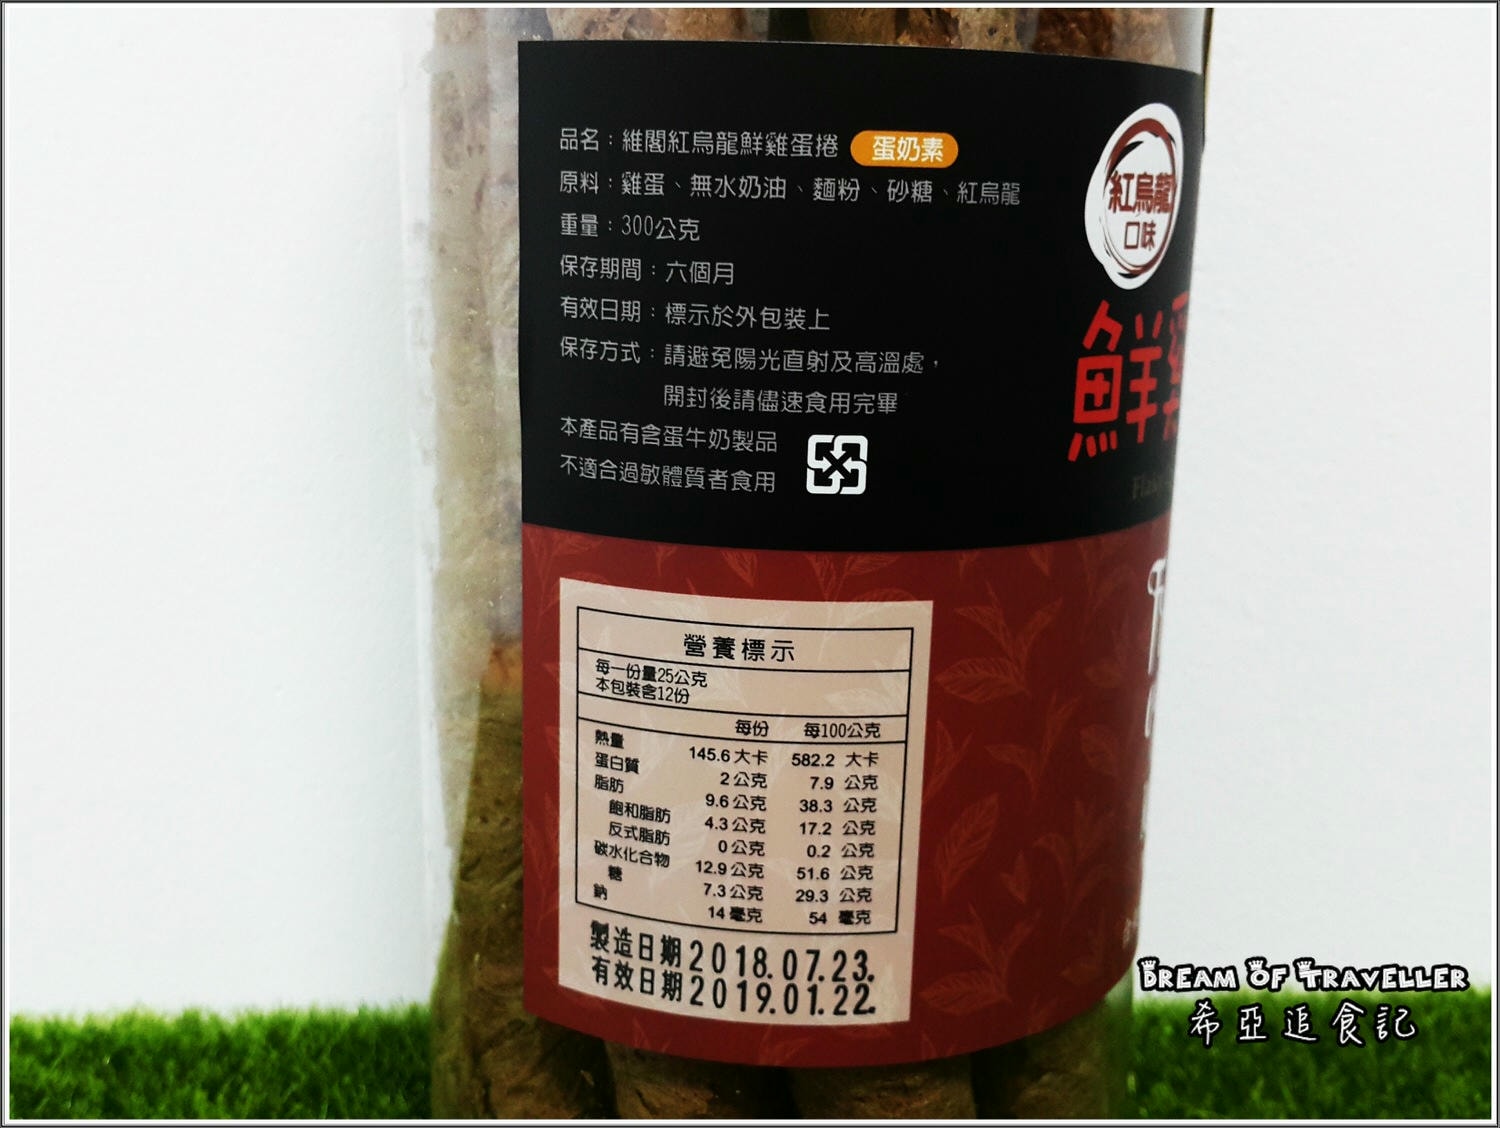 品名：維閣紅烏龍鮮雞蛋捲 蛋奶素
原料：雞蛋、無水奶油、麵粉、砂糖、紅烏龍
重量：300公克
保存期間：六個月
有效日期：標示於外包裝上
保存方式：請避免陽光直射及高溫處，
開封後請儘速食用完畢
本產品有含蛋牛奶製品
不適合過敏體質者食用
紅烏龍
口味
鮮雞
營養標示
每一份量25公克
本包裝含12份
每份 每100公克
熱量 145.6大卡 582.2 大卡
蛋白質 2公克 7.9 公克
脂肪 9.6公克 38.3 公克
飽和脂肪 4.3公克 17.2 公克
反式脂肪 0公克 0.2 公克
碳水化合物 12.9公克 51.6 公克
糖 7.3公克 29.3 公克
鈉 14毫克 54 毫克
製造日期2018.07.23.
有效日期2019.01.22.
DREAM OF TRAVELLER
希亞追食記